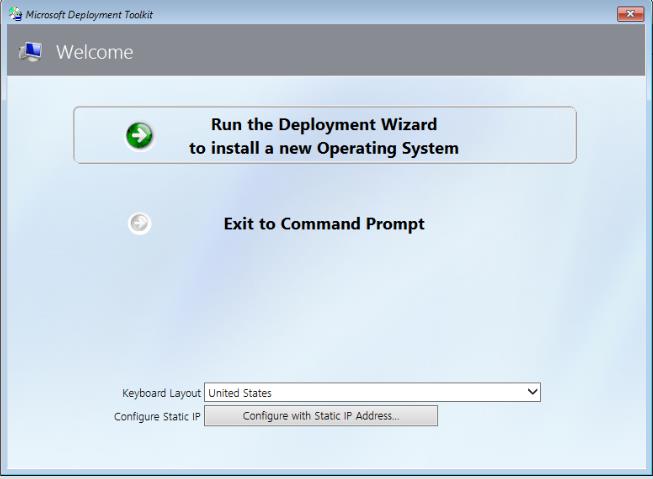 Microsoft Deployment Toolkit
Welcome
Run the Deployment Wizard
to install a new Operating System
Exit to Command Prompt
Keyboard Layout United States
Configure Static IP Configure with Static IP Address...